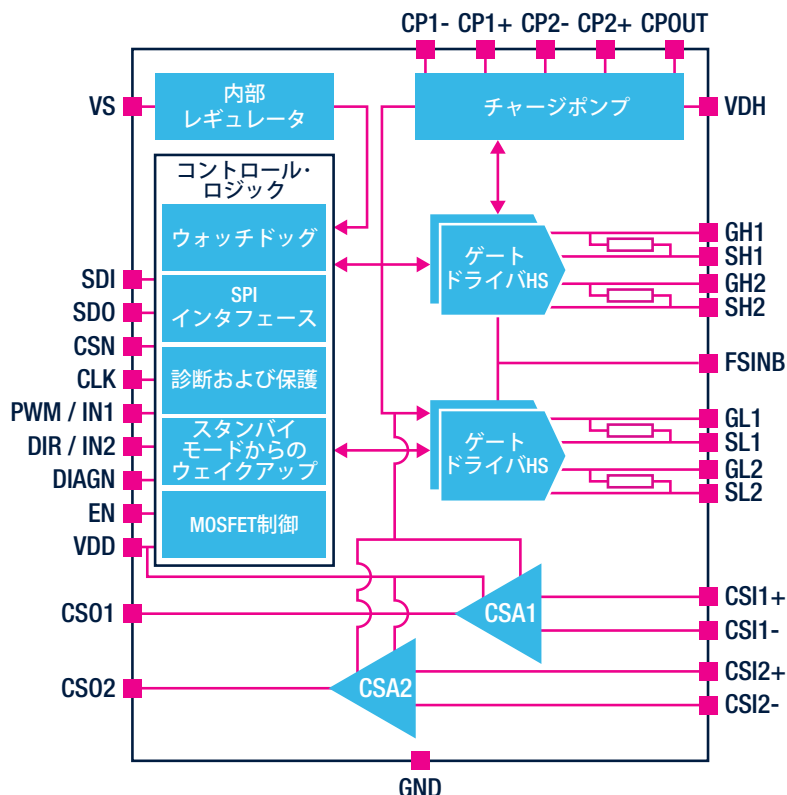 CP1- CP1+ CP2- CP2+ CPOUT
VS
内部
レギュレータ
チャージポンプ
VDH
コントロール・
ロジック
ウォッチドッグ
SPI
インタフェース
診断および保護
スタンバイ
モードからの
ウェイクアップ
MOSFET制御
SDI
SDO
CSN
CLK
PWM / IN1
DIR / IN2
DIAGN
EN
VDD
CSO1
CSO2
ゲート
ドライバHS
GH1
SH1
GH2
SH2
FSINB
ゲート
ドライバHS
GL1
SL1
GL2
SL2
CSA1
CSI1+
CSI1-
CSA2
CSI2+
CSI2-
GND